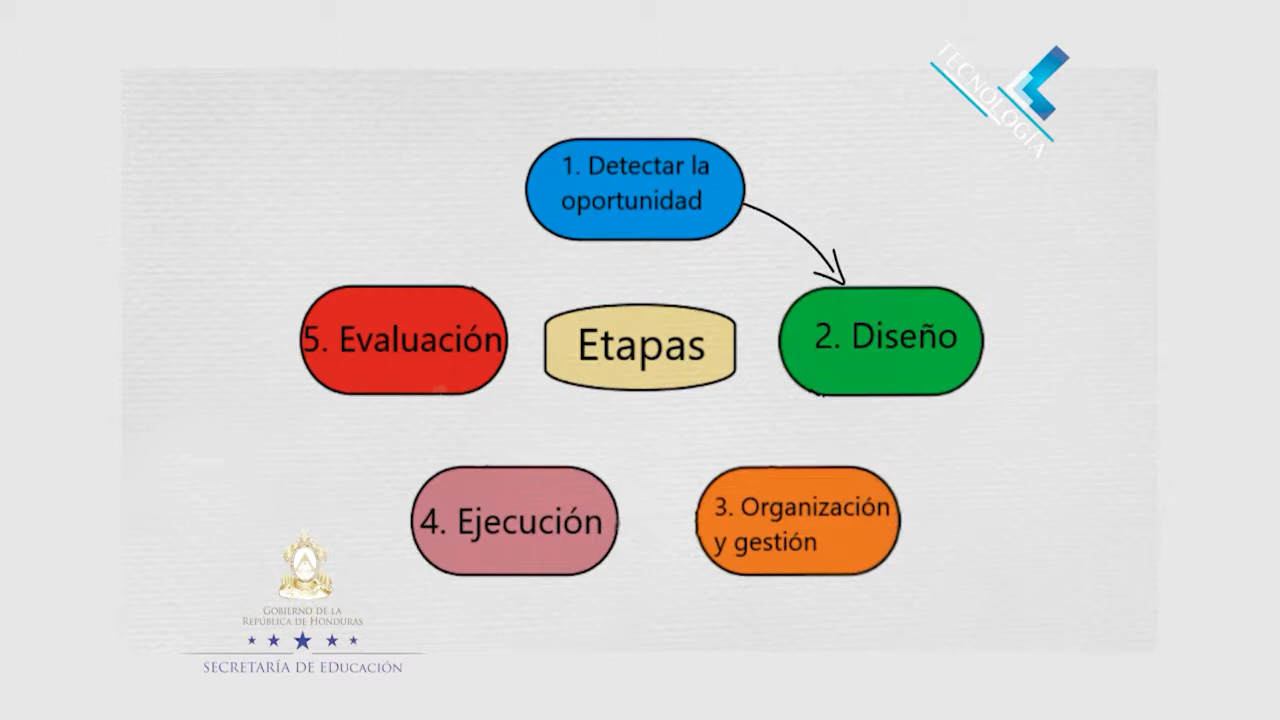 TECNOLOGÍA
1. Detectar la
oportunidad
5. Evaluación
Etapas
2. Diseño
4. Ejecución
3. Organización
y gestión
GOBIERNO DE LA
REPÚBLICA DE HONDURAS
SECRETARÍA DE EDUCACIÓN